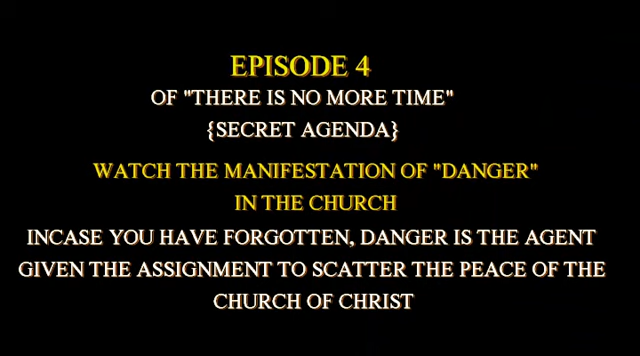 EPISODE 4
OF "THERE IS NO MORE TIME"
{SECRET AGENDA}
WATCH THE MANIFESTATION OF "DANGER"
IN THE CHURCH
INCASE YOU HAVE FORGOTTEN, DANGER IS THE AGENT
GIVEN THE ASSIGNMENT TO SCATTER THE PEACE OF THE
CHURCH OF CHRIST